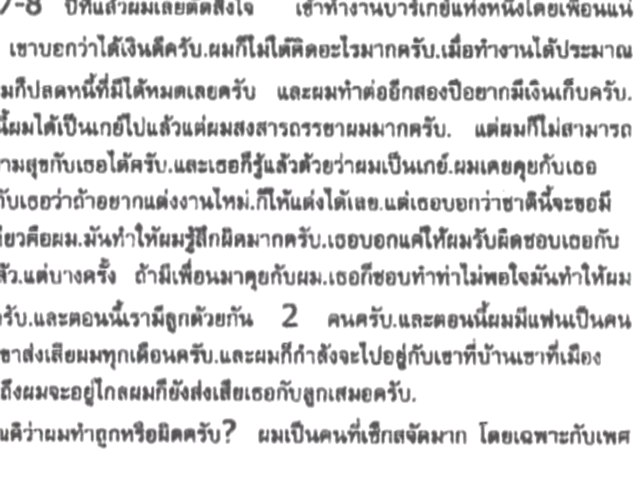 7-8 ปีที่แล้วผมเลยตัดสิงใจ เข้าทำงานบาร์เกย์แห่งหนึ่งโดยเพื่อนแน
เขาบอกว่าได้เงินดีครับ.ผมก็ไม่ได้คิดอะไรมากครับ.เมื่อทำงานได้ประมาณ
มก็ปลดหนี้ที่มีได้หมดเลยครับ และผมทำต่ออีกสองปีอยากมีเงินเก็บครับ.
นี้ผมได้เป็นเกย์ไปแล้วแต่ผมสงสารภรรยาผมมากครับ. แต่ผมก็ไม่สามารถ
ามสุขกับเธอได้ครับ.และเธอก็รู้แล้วด้วยว่าผมเป็นเกย์.ผมเคยคุยกับเธอ
กับเธอว่าถ้าอยากแต่งงานใหม่.ก็ให้แต่งได้เลย.แต่เธอบอกว่าชาตินี้จะขอมี
ียวคือผม.มันทำให้ผมรู้สึกผิดมากครับ.เธอบอกแค่ให้ผมรับผิดชอบเธอกับ
ล้ว.แต่บางครั้ง ถ้ามีเพื่อนมาคุยกับผม.เธอก็ชอบทำท่าไม่พอใจมันทำให้ผม
รับ.และตอนนี้เรามีลูกด้วยกัน 2 คนครับ.และตอนนี้ผมมีแฟนเป็นคน
ขาส่งเสียผมทุกเดือนครับ.และผมก็กำลังจะไปอยู่กับเขาที่บ้านเขาที่เมือง
ถึงผมจะอยู่ไกลผมก็ยังส่งเสียเธอกับลูกเสมอครับ.
ณคิว่าผมทำถูกหรือผิดครับ? ผมเป็นคนที่เซ็กสจัดมาก โดยเฉพาะกับเพศ